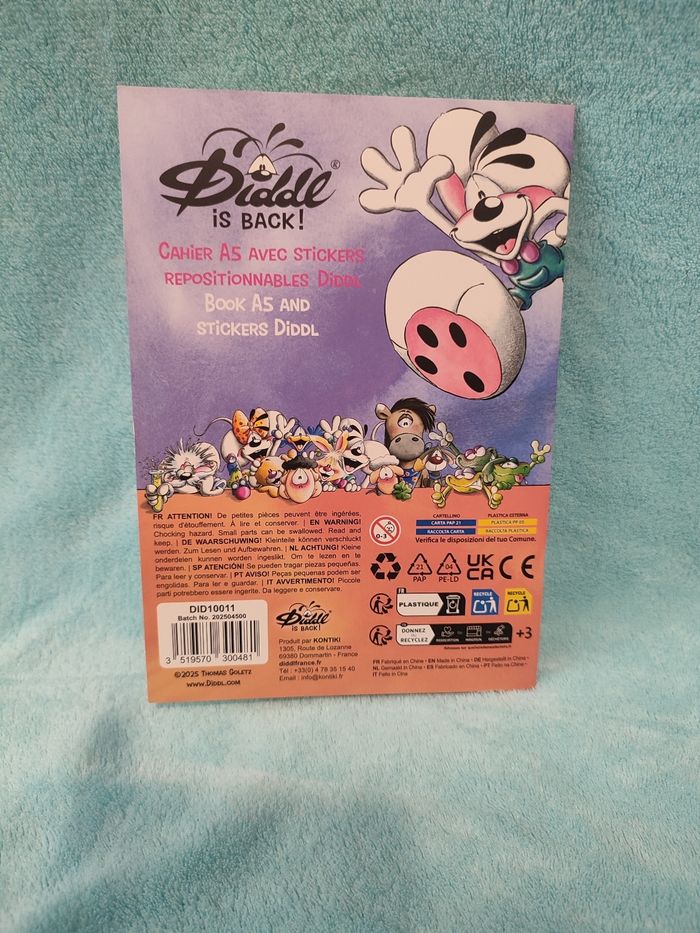 Diddl®
IS BACK!
CAHIER A5 AVEC STICKERS
REPOSITIONNABLES DIDDL
BOOK A5 AND
STICKERS DIDDL
FR ATTENTION! De petites pièces peuvent être ingérées,
risque d'étouffement. À lire et conserver. | EN WARNING!
Chocking hazard. Small parts can be swallowed. Read and
keep. | DE WAARSCHUWING! Kleinteile können verschluckt
werden. Zum Lesen und Aufbewahren. | NL ACHTUNG! Kleine
onderdelen kunnen worden ingeslikt. Om te lezen en te
bewaren. | SP ATENCIÓN! Se pueden tragar piezas pequeñas.
Para leer y conservar. | PT AVISO! Peças pequenas podem ser
engolidas. Para ler e guardar. | IT AVVERTIMENTO! Piccole
parti potrebbero essere ingerite. Da leggere e conservare.
0-3
CARTELLINO
CARTA PAP 21
RACCOLTA CARTA
PLASTICA ESTERNA
PLASTICA PP 05
RACCOLTA PLASTICA
Verifica le disposizioni del tuo Comune.
21
PAP
04
PE-LD
UK
CA
CE
FR
PLASTIQUE
RECYCLE
RECYCLE
DONNEZ
OU
RECYCLEZ
+3
DID10011
Batch No. 202504500
3 519570 300481
©2025 THOMAS GOLETZ
WWW.DIDDL.COM
Diddl
IS BACK!
Produit par KONTIKI
1305, Route de Lozanne
69380 Dommartin - France
diddlfrance.fr
Tél : +33(0) 4 78 35 15 40
Email : info@kontiki.fr
FR Fabriqué en Chine - EN Made in China - DE Hergestellt in China -
NL Gemaakt in China - ES Fabricado en China - PT Feito na China -
IT Fatto in Cina